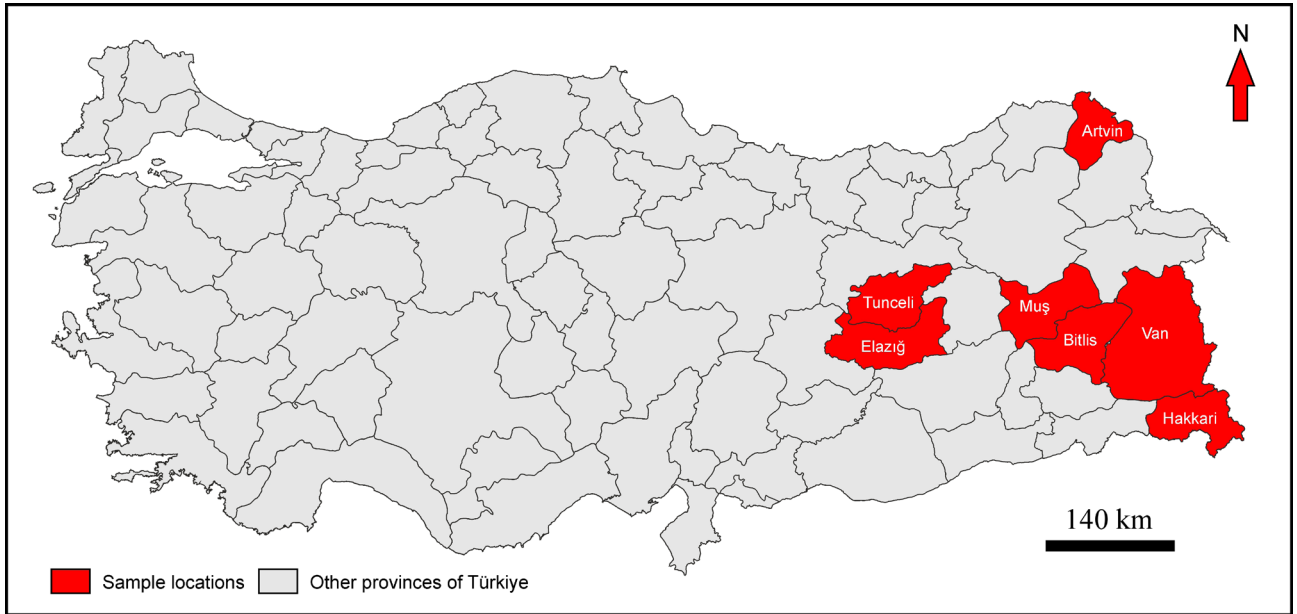 N
Artvin
Tunceli
Muş
Elazığ
Bitlis
Van
Hakkari
140 km
Sample locations
Other provinces of Türkiye